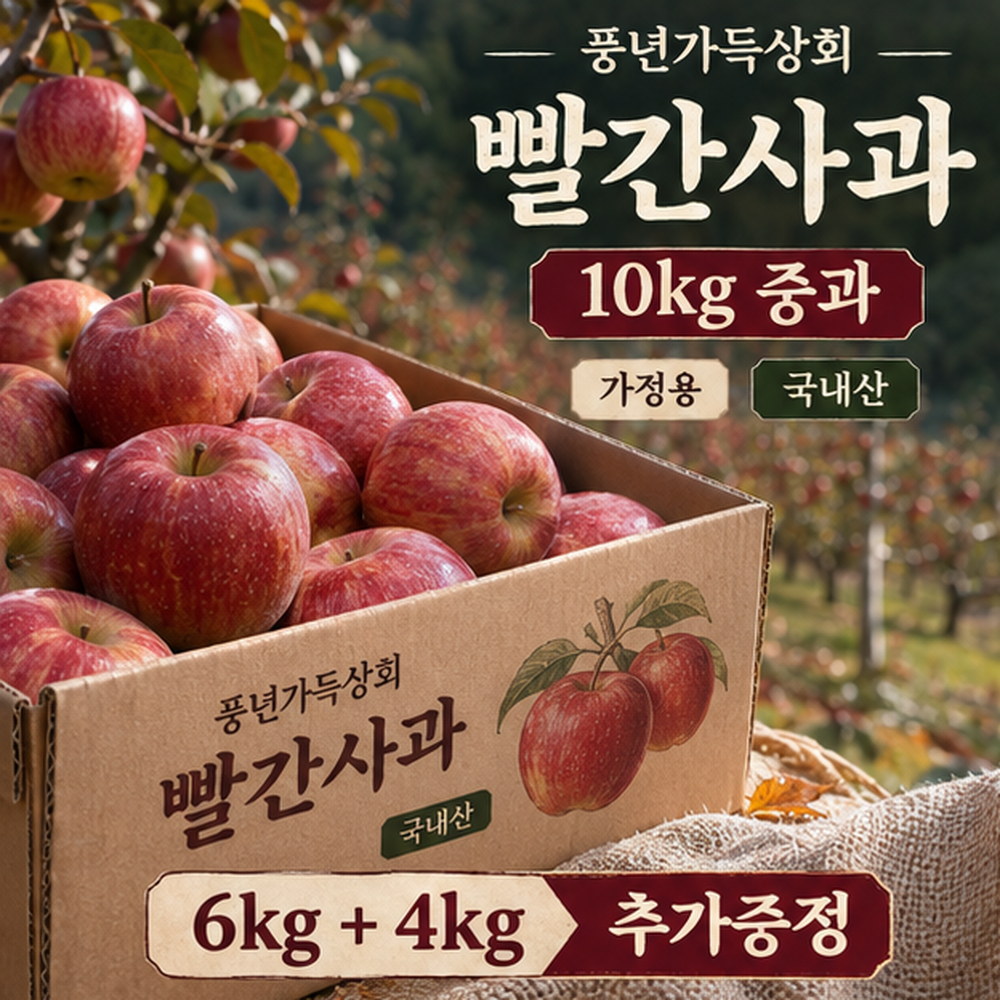 풍년가득상회
빨간사과
10kg 중과
가정용 국내산
풍년가득상회
빨간사과
국내산
6kg + 4kg 추가증정